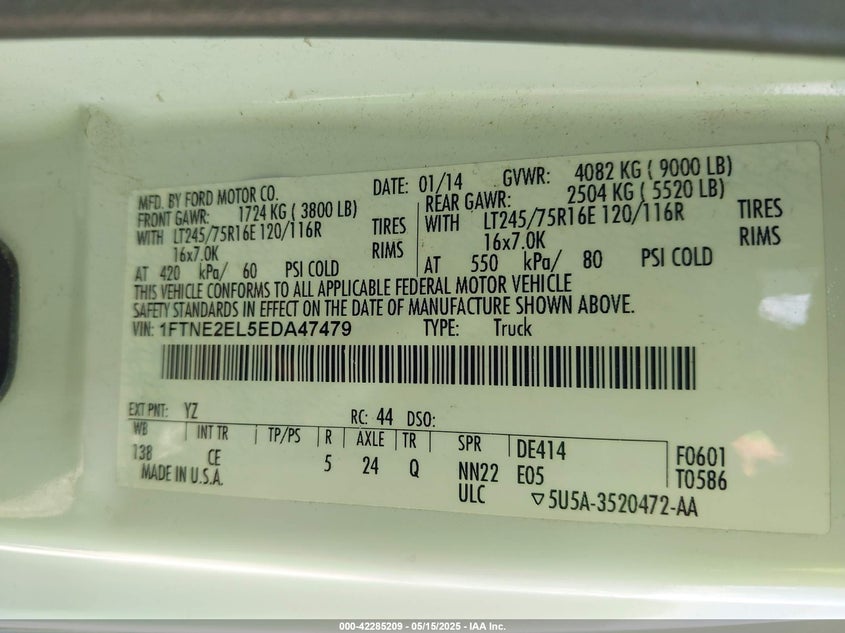 MFD. BY FORD MOTOR CO. DATE: 01/14 GVWR: 4082 KG ( 9000 LB)
FRONT GAWR: 1724 KG ( 3800 LB) REAR GAWR: 2504 KG ( 5520 LB)
WITH LT245/75R16E 120/116R TIRES WITH LT245/75R16E 120/116R TIRES
16x7.0K RIMS 16x7.0K RIMS
AT 420 kPa/ 60 PSI COLD AT 550 kPa/ 80 PSI COLD
THIS VEHICLE CONFORMS TO ALL APPLICABLE FEDERAL MOTOR VEHICLE
SAFETY STANDARDS IN EFFECT ON THE DATE OF MANUFACTURE SHOWN ABOVE.
VIN: 1FTNE2EL5EDA47479 TYPE: Truck
EXT PNT: YZ RC: 44 DSO:
WB INT TR TP/PS R AXLE TR SPR DE414 F0601
138 CE 5 24 Q NN22 E05 T0586
MADE IN U.S.A. ULC ▽5U5A-3520472-AA
000-42285209 - 05/15/2025 - IAA Inc.